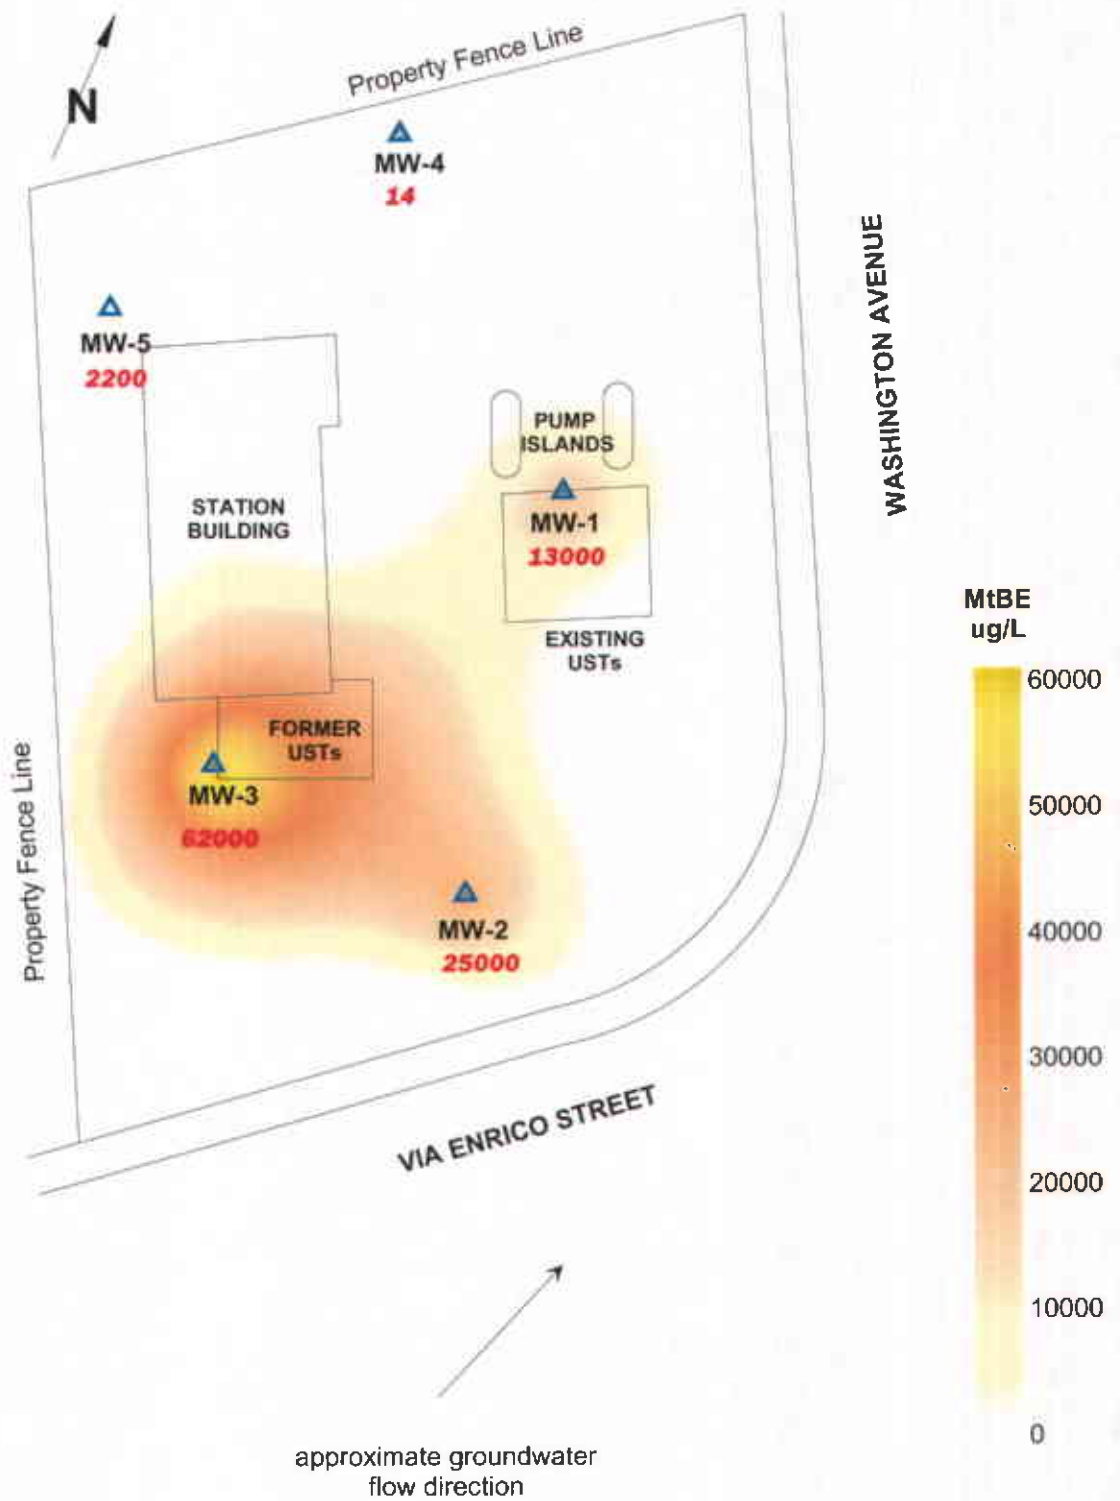 Property Fence Line
N
MW-4
14
WASHINGTON AVENUE
MW-5
2200
PUMP
ISLANDS
STATION
BUILDING
MW-1
13000
EXISTING
USTs
FORMER
USTs
MW-3
62000
MW-2
25000
Property Fence Line
VIA ENRICO STREET
approximate groundwater
flow direction
MtBE
ug/L
60000
50000
40000
30000
20000
10000
0